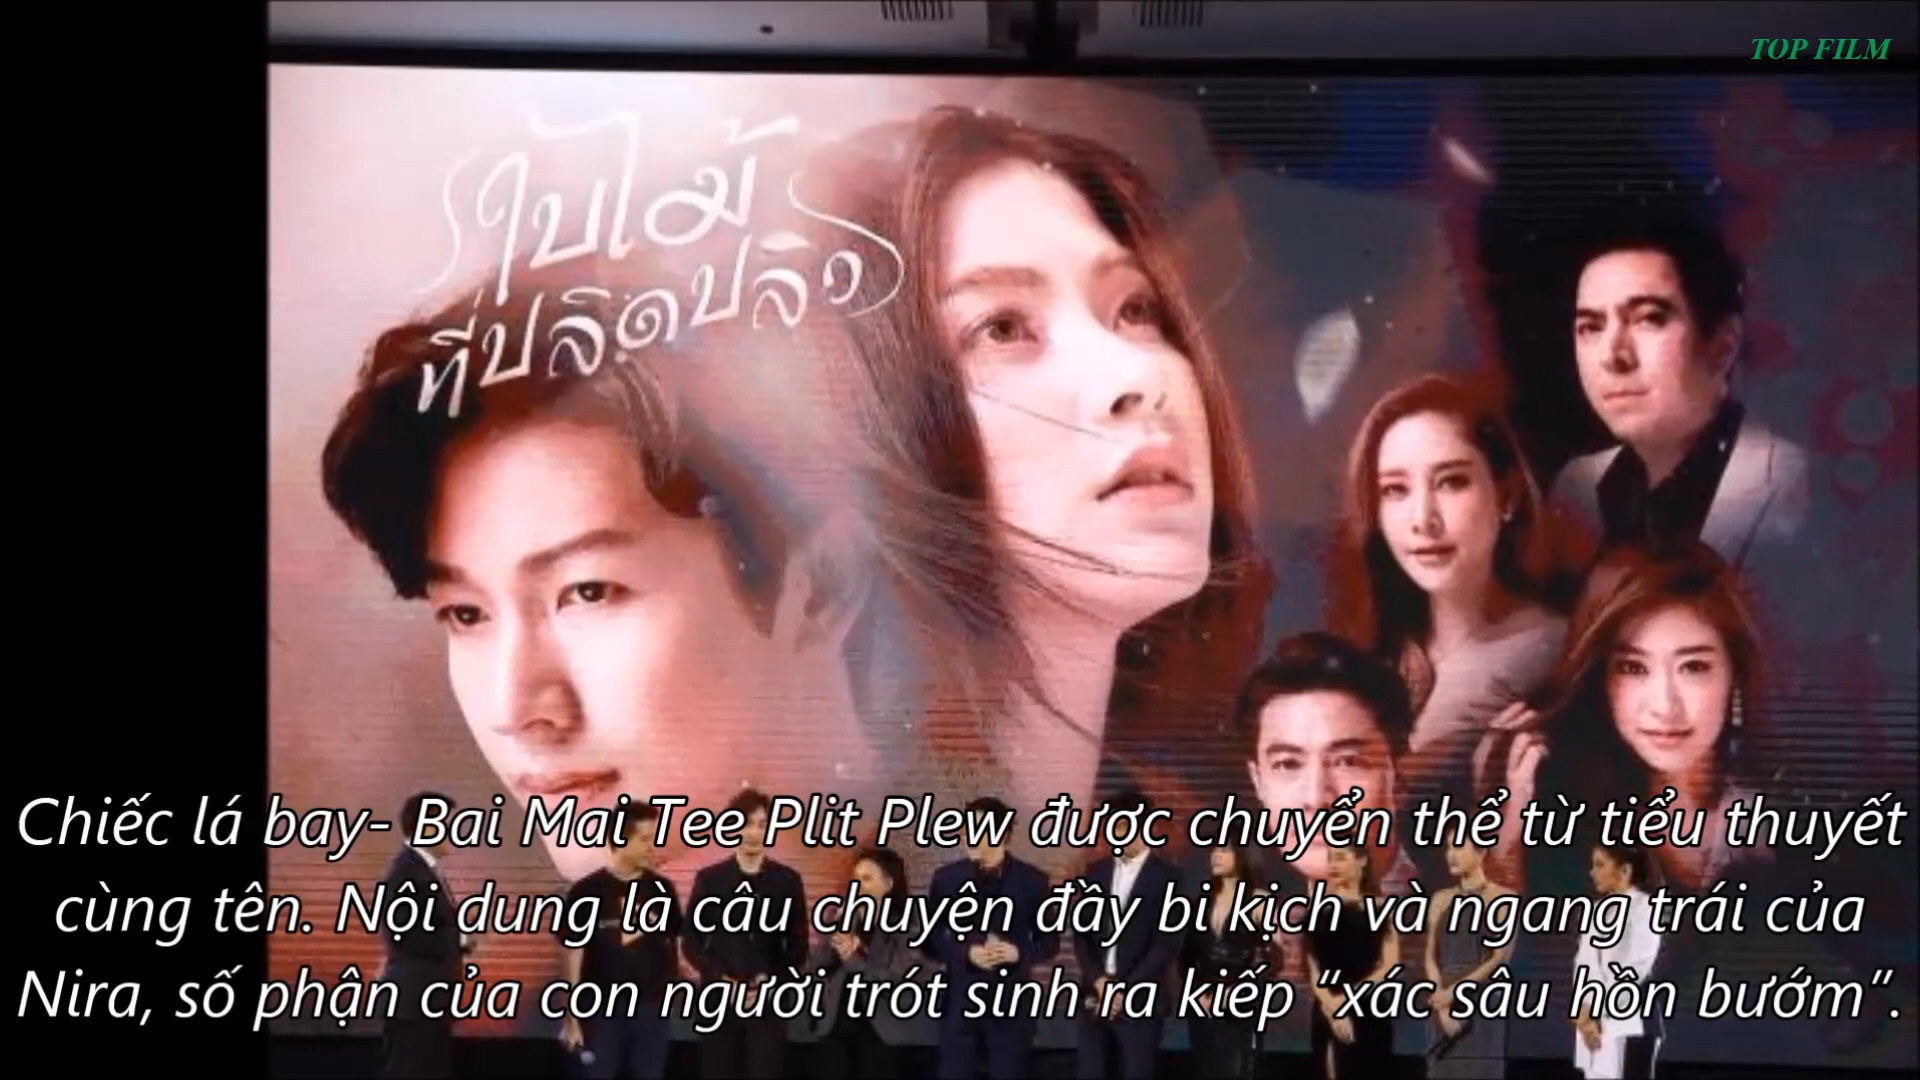 TOP FILM
ใบไม้
ที่ปลิดปลิว
Chiếc lá bay- Bai Mai Tee Plit Plew được chuyển thể từ tiểu thuyết
cùng tên. Nội dung là câu chuyện đầy bi kịch và ngang trái của
Nira, số phận của con người trót sinh ra kiếp “xác sâu hồn bướm”.